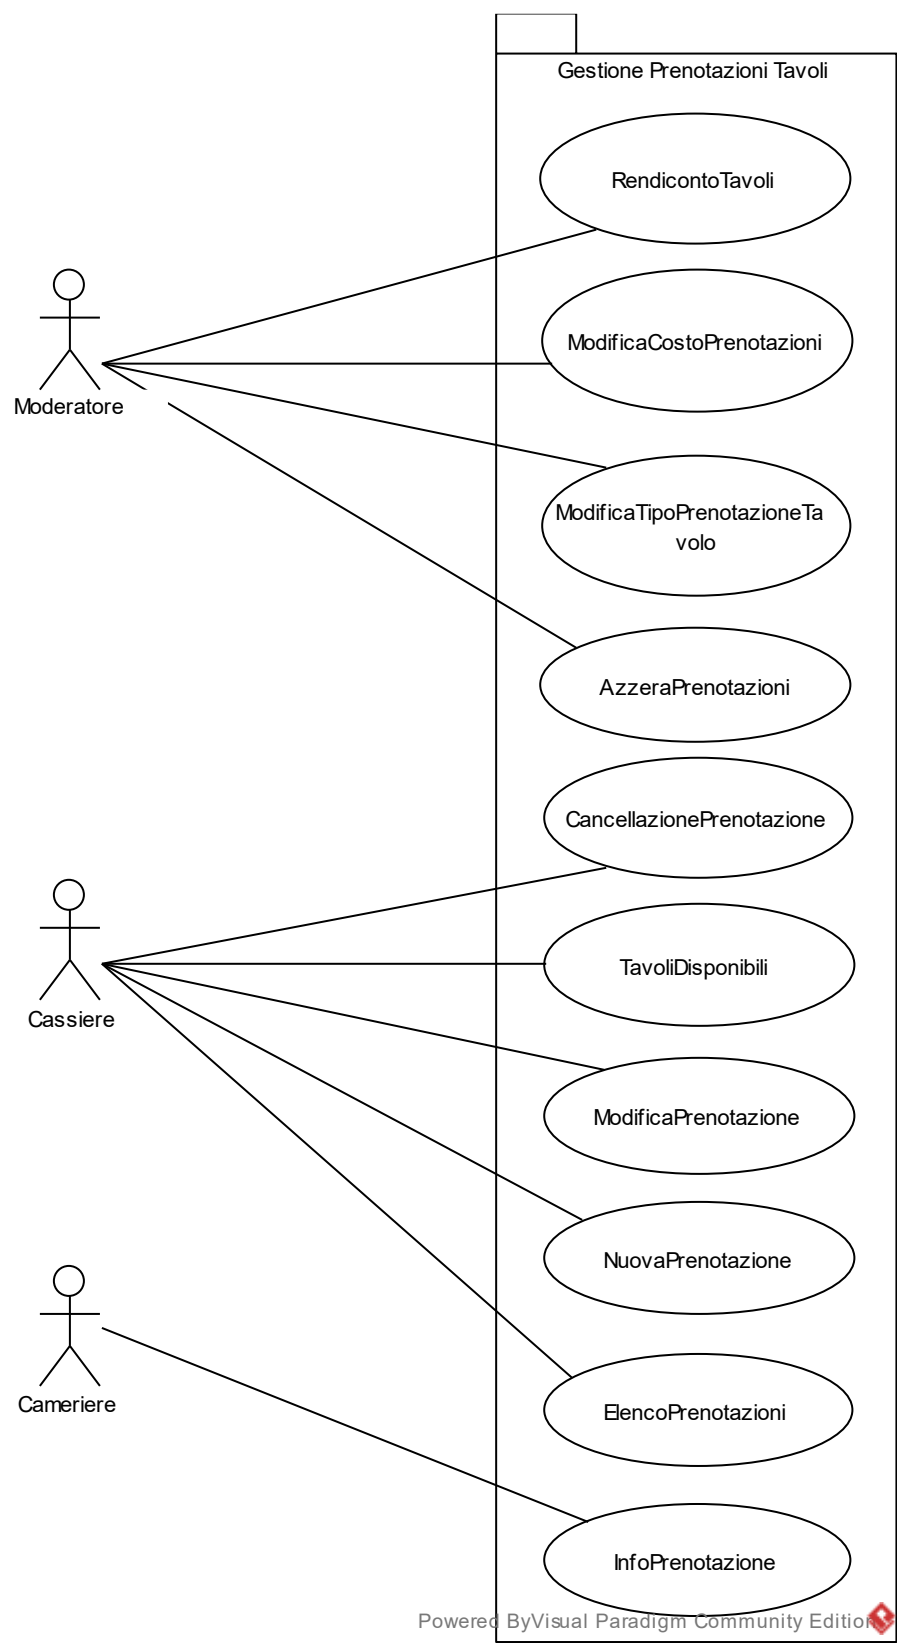 Gestione Prenotazioni Tavoli
RendicontoTavoli
ModificaCostoPrenotazioni
Moderatore
ModificaTipoPrenotazioneTa
volo
AzzeraPrenotazioni
CancellazionePrenotazione
TavoliDisponibili
Cassiere
ModificaPrenotazione
NuovaPrenotazione
Cameriere
ElencoPrenotazioni
InfoPrenotazione
Powered ByVisual Paradigm Community Edition